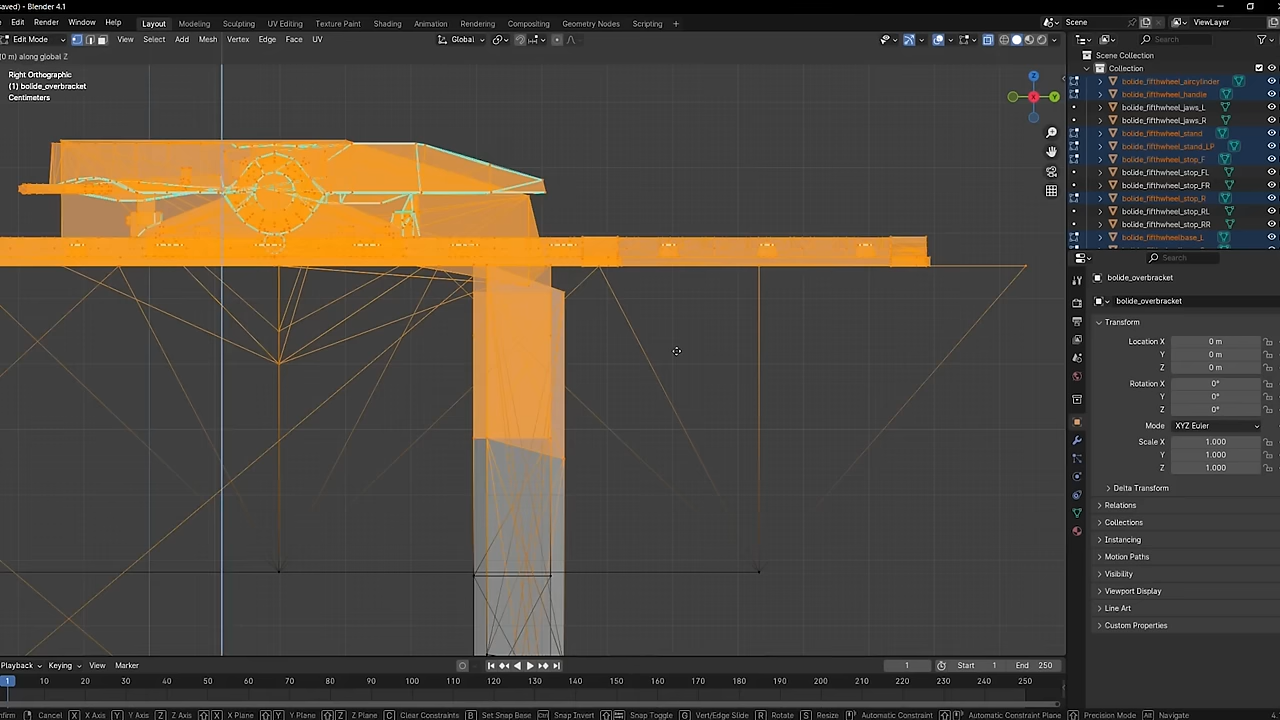 aved) - Blender 4.1
Edit Render Window Help Layout Modeling Sculpting UV Editing Texture Paint Shading Animation Rendering Compositing Geometry Nodes Scripting + Scene ViewLayer
Edit Mode View Select Add Mesh Vertex Edge Face UV Global Search
0 m) along global Z
Right Orthographic
(1) bolide_overbracket
Centimeters
Z
Y
Scene Collection
Collection
bolide_fifthwheel_aircylinder
bolide_fifthwheel_handle
bolide_fifthwheel_jaws_L
bolide_fifthwheel_jaws_R
bolide_fifthwheel_stand
bolide_fifthwheel_stand_LP
bolide_fifthwheel_stop_F
bolide_fifthwheel_stop_FL
bolide_fifthwheel_stop_FR
bolide_fifthwheel_stop_R
bolide_fifthwheel_stop_RL
bolide_fifthwheel_stop_RR
bolide_fifthwheelbase_L
Search
bolide_overbracket
bolide_overbracket
Transform
Location X 0 m
Y 0 m
Z 0 m
Rotation X 0°
Y 0°
Z 0°
Mode XYZ Euler
Scale X 1.000
Y 1.000
Z 1.000
Delta Transform
Relations
Collections
Instancing
Motion Paths
Visibility
Viewport Display
Line Art
Custom Properties
Playback Keying View Marker 1 Start 1 End 250
1 10 20 30 40 50 60 70 80 90 100 110 120 130 140 150 160 170 180 190 200 210 220 230 240 250
nfirm Cancel X X Axis Y Y Axis Z Z Axis X X Plane Y Y Plane Z Z Plane C Clear Constraints B Set Snap Base Snap Invert Snap Toggle G Vert/Edge Slide R Rotate S Resize Automatic Constraint Automatic Constraint Plane Precision Mode Alt Navigate